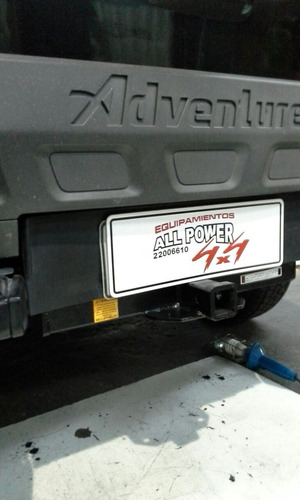 Adventure
EQUIPAMIENTOS
ALL POWER
22006610
4x4